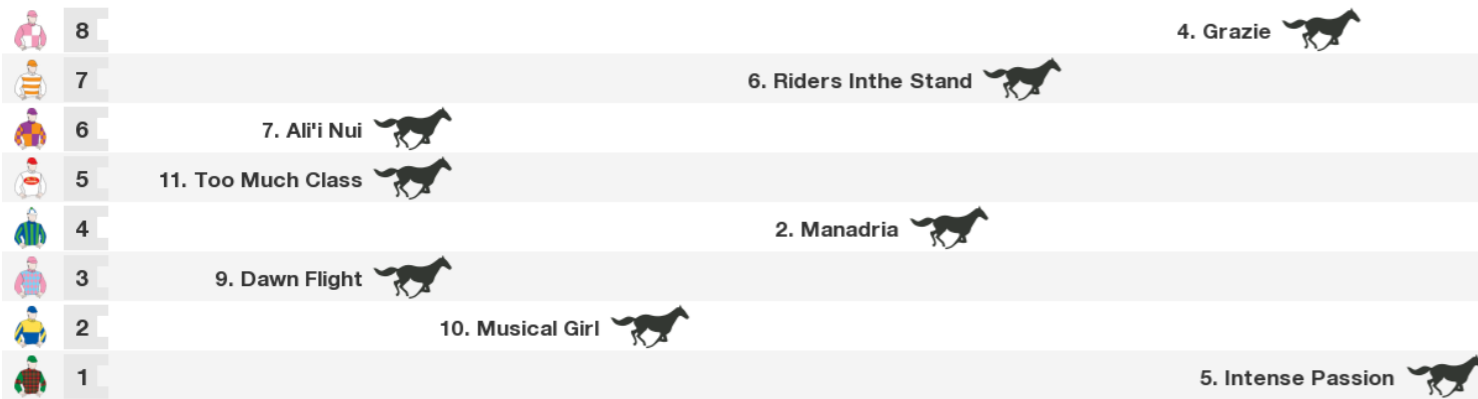 8 4. Grazie
7 6. Riders Inthe Stand
6 7. Ali'i Nui
5 11. Too Much Class
4 2. Manadria
3 9. Dawn Flight
2 10. Musical Girl
1 5. Intense Passion